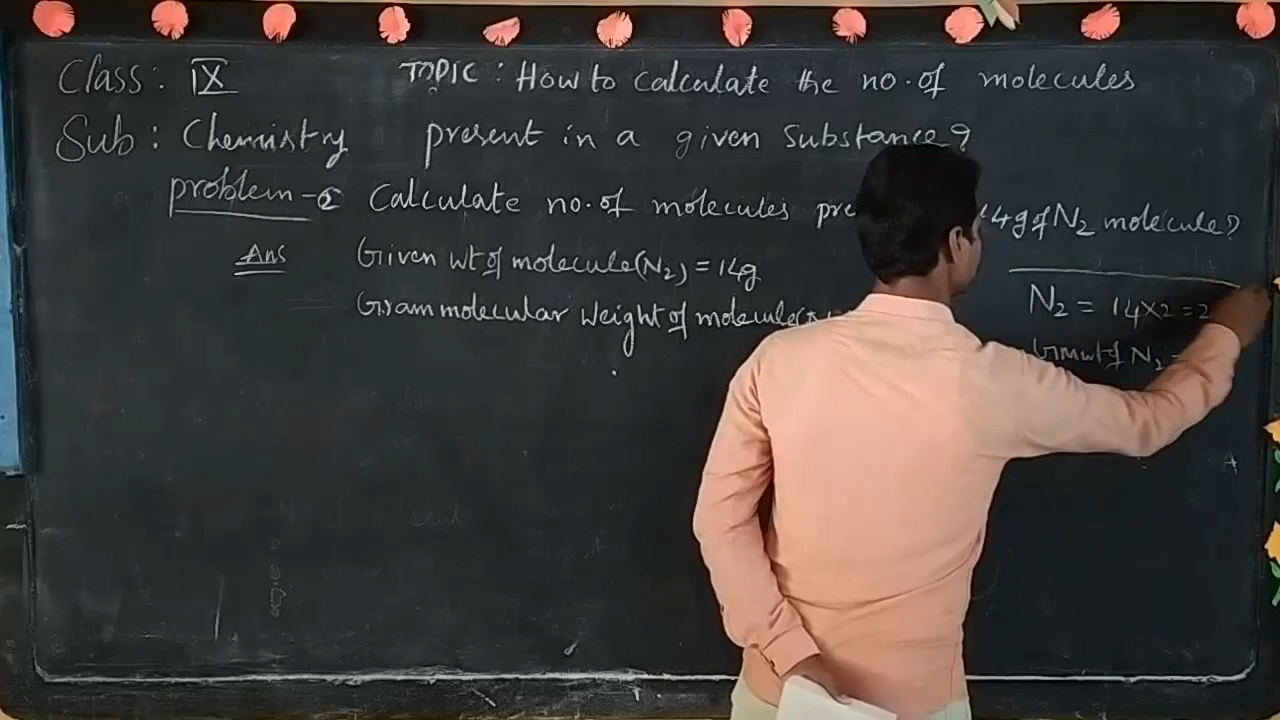 Class: IX TOPIC: How to calculate the no. of molecules
Sub: Chemistry present in a given substance?
problem-2 Calculate no. of molecules pre 14g of N2 molecule?
Ans Given wt of molecule(N2) = 14g
N2 = 14x2=2
Gram molecular weight of molecule(
Gmwt of N2 =